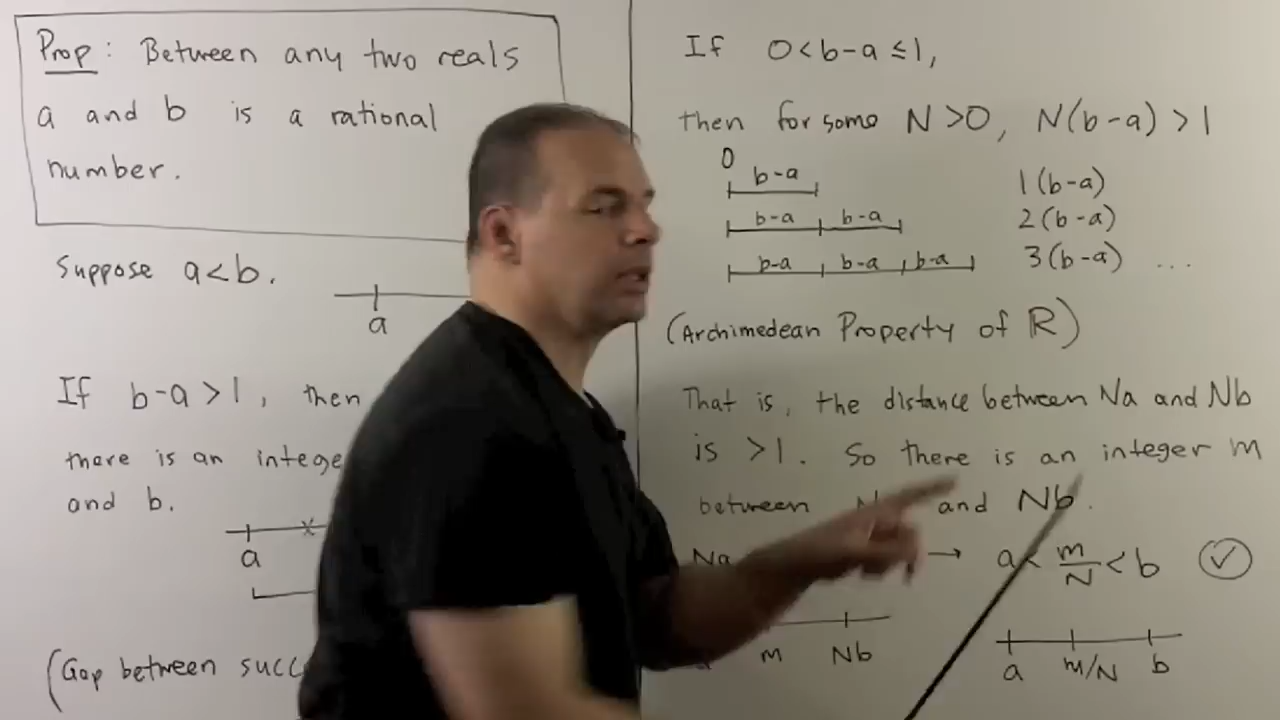 Prop: Between any two reals
a and b is a rational
number.
Suppose a<b.
a
If b-a>1, then
there is an
and b.
a
(Gap between
If 0<b-a≤1,
then for some N>0, N(b-a)>1
0
b-a 1(b-a)
b-a b-a 2(b-a)
b-a b-a b-a 3(b-a) ...
(Archimedean Property of ℝ)
That is, the distance between Na and Nb
is >1. So there is an integer m
between and Nb.
Na → a< m/N <b ✓
m Nb
a m/N b